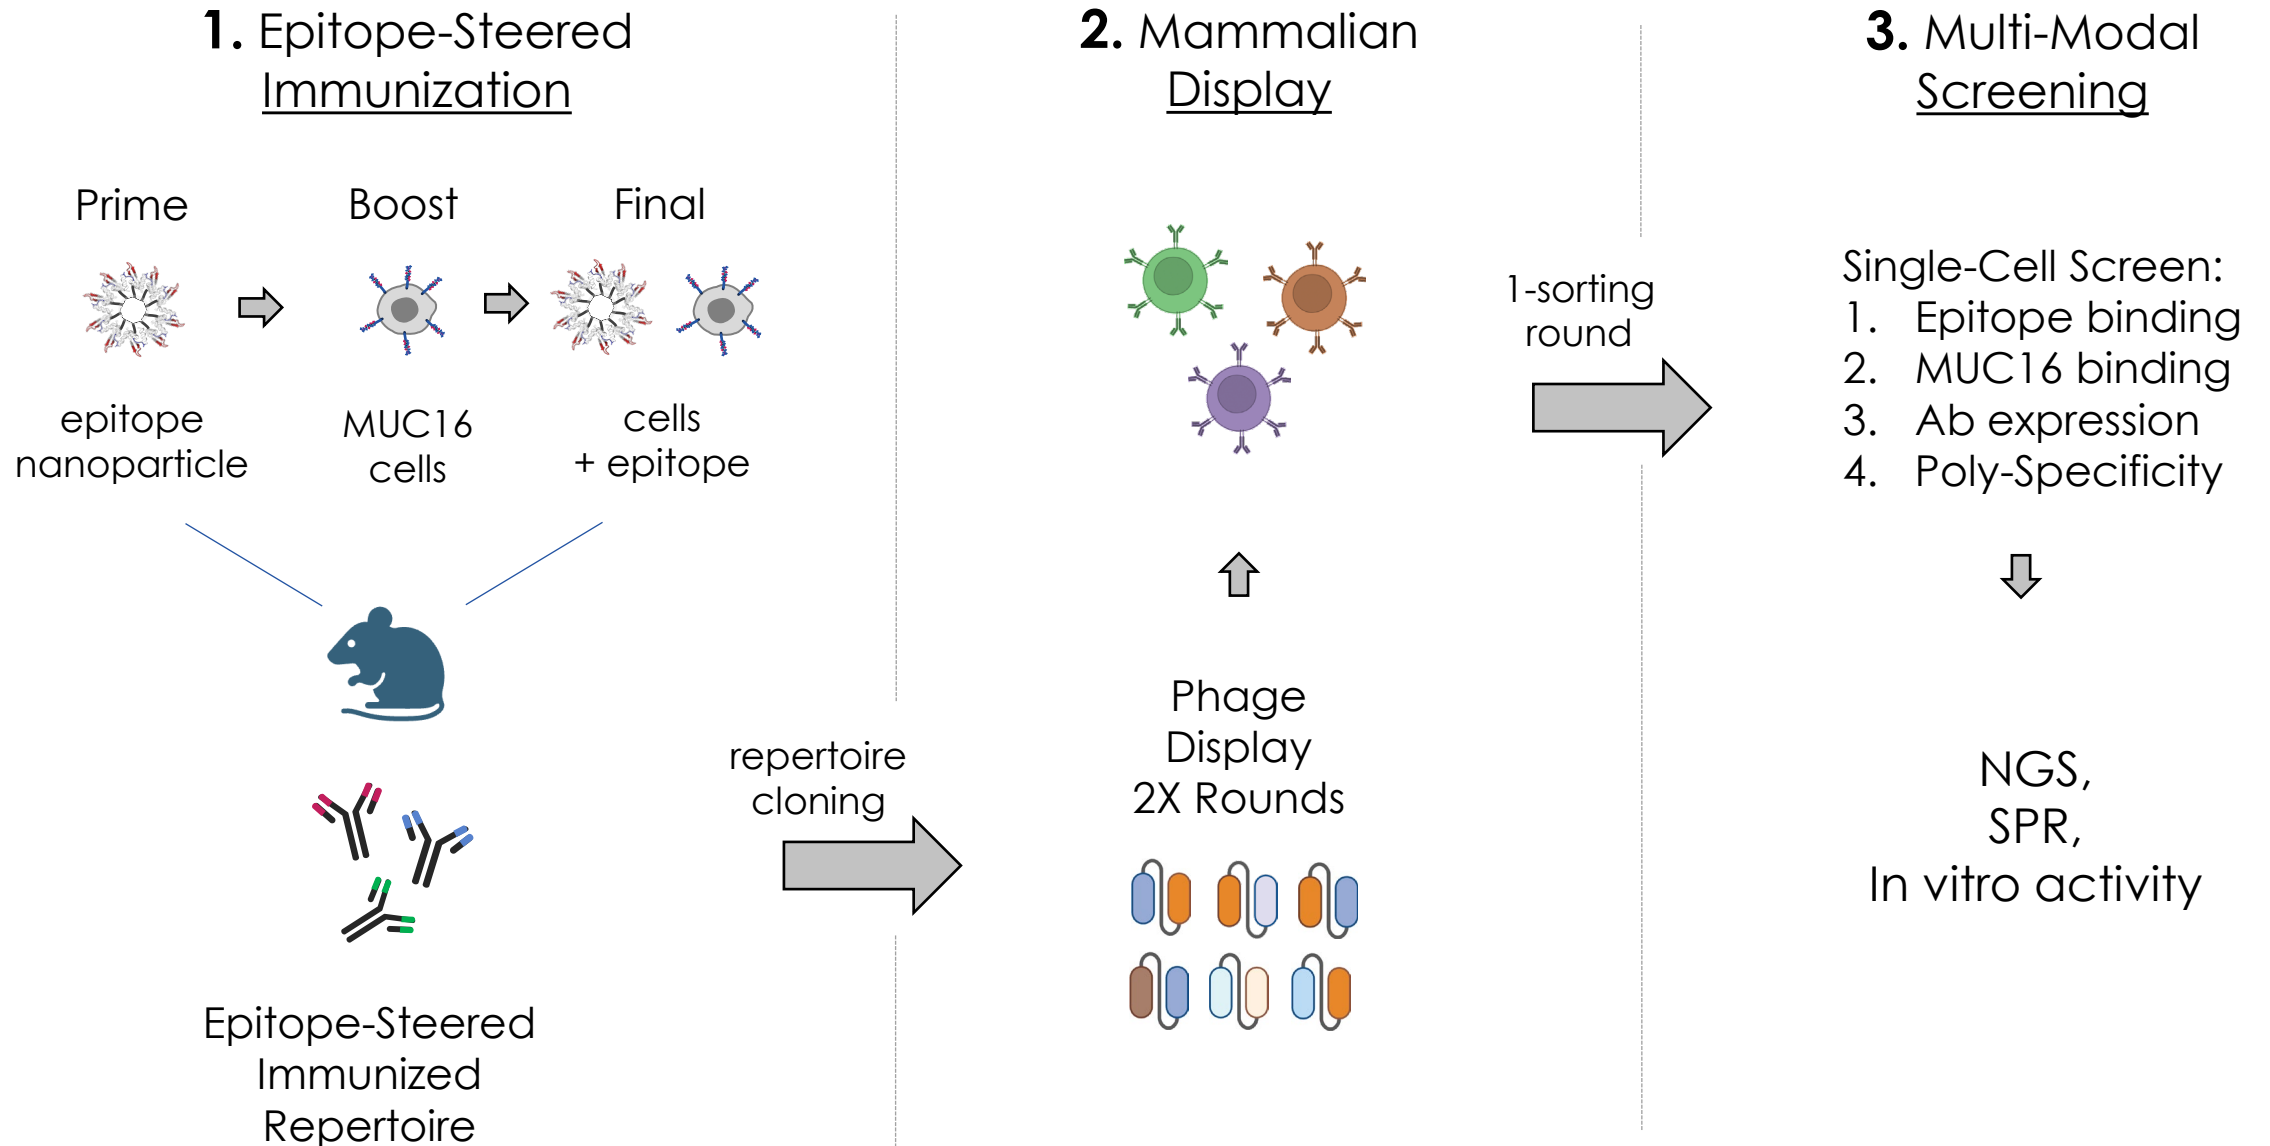 1. Epitope-Steered
Immunization
Prime
Boost
Final
epitope
nanoparticle
MUC16
cells
cells
+ epitope
Epitope-Steered
Immunized
Repertoire
repertoire
cloning
2. Mammalian
Display
Phage
Display
2X Rounds
1-sorting
round
3. Multi-Modal
Screening
Single-Cell Screen:
1. Epitope binding
2. MUC16 binding
3. Ab expression
4. Poly-Specificity
NGS,
SPR,
In vitro activity